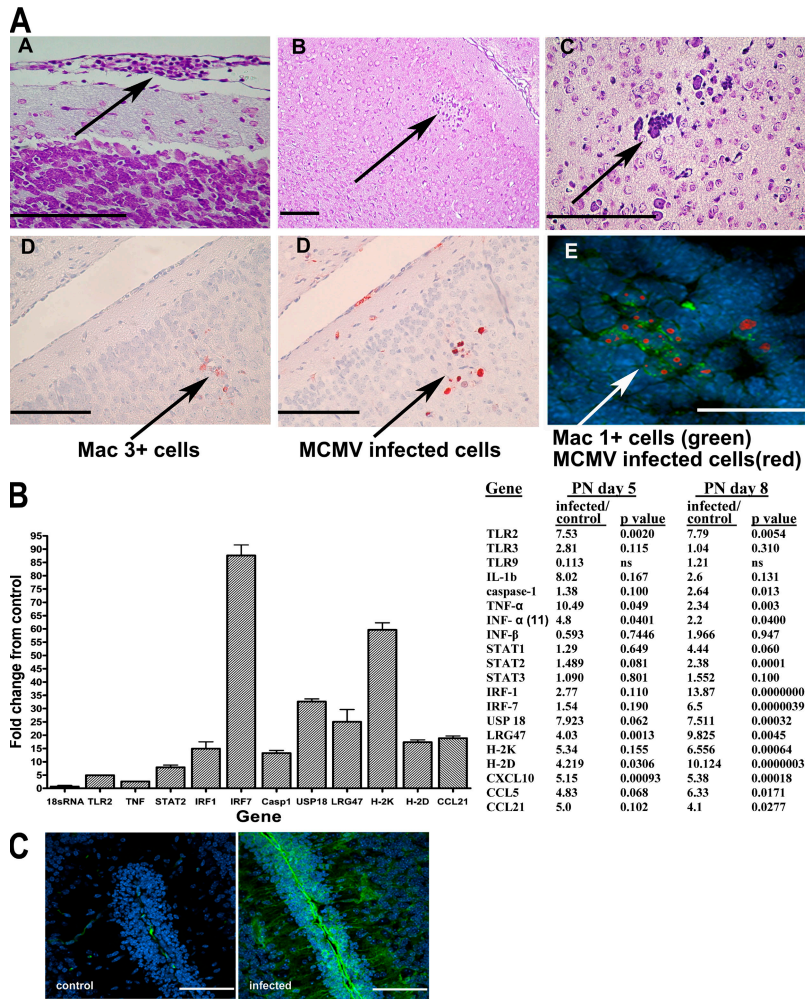 A
A
B
C
D
D
E
Mac 3+ cells
MCMV infected cells
Mac 1+ cells (green)
MCMV infected cells(red)
B
Fold change from control
95
90
85
80
75
70
65
60
55
50
45
40
35
30
25
20
15
10
5
0
18sRNA TLR2 TNF STAT2 IRF1 IRF7 Casp1 USP18 LRG47 H-2K H-2D CCL21
Gene
Gene PN day 5 PN day 8
infected/ infected/
control p value control p value
TLR2 7.53 0.0020 7.79 0.0054
TLR3 2.81 0.115 1.04 0.310
TLR9 0.113 ns 1.21 ns
IL-1b 8.02 0.167 2.6 0.131
caspase-1 1.38 0.100 2.64 0.013
TNF-α 10.49 0.049 2.34 0.003
INF- α (11) 4.8 0.0401 2.2 0.0400
INF-β 0.593 0.7446 1.966 0.947
STAT1 1.29 0.649 4.44 0.060
STAT2 1.489 0.081 2.38 0.0001
STAT3 1.090 0.801 1.552 0.100
IRF-1 2.77 0.110 13.87 0.0000000
IRF-7 1.54 0.190 6.5 0.0000039
USP 18 7.923 0.062 7.511 0.00032
LRG47 4.03 0.0013 9.825 0.0045
H-2K 5.34 0.155 6.556 0.00064
H-2D 4.219 0.0306 10.124 0.0000003
CXCL10 5.15 0.00093 5.38 0.00018
CCL5 4.83 0.068 6.33 0.0171
CCL21 5.0 0.102 4.1 0.0277
C
control
infected